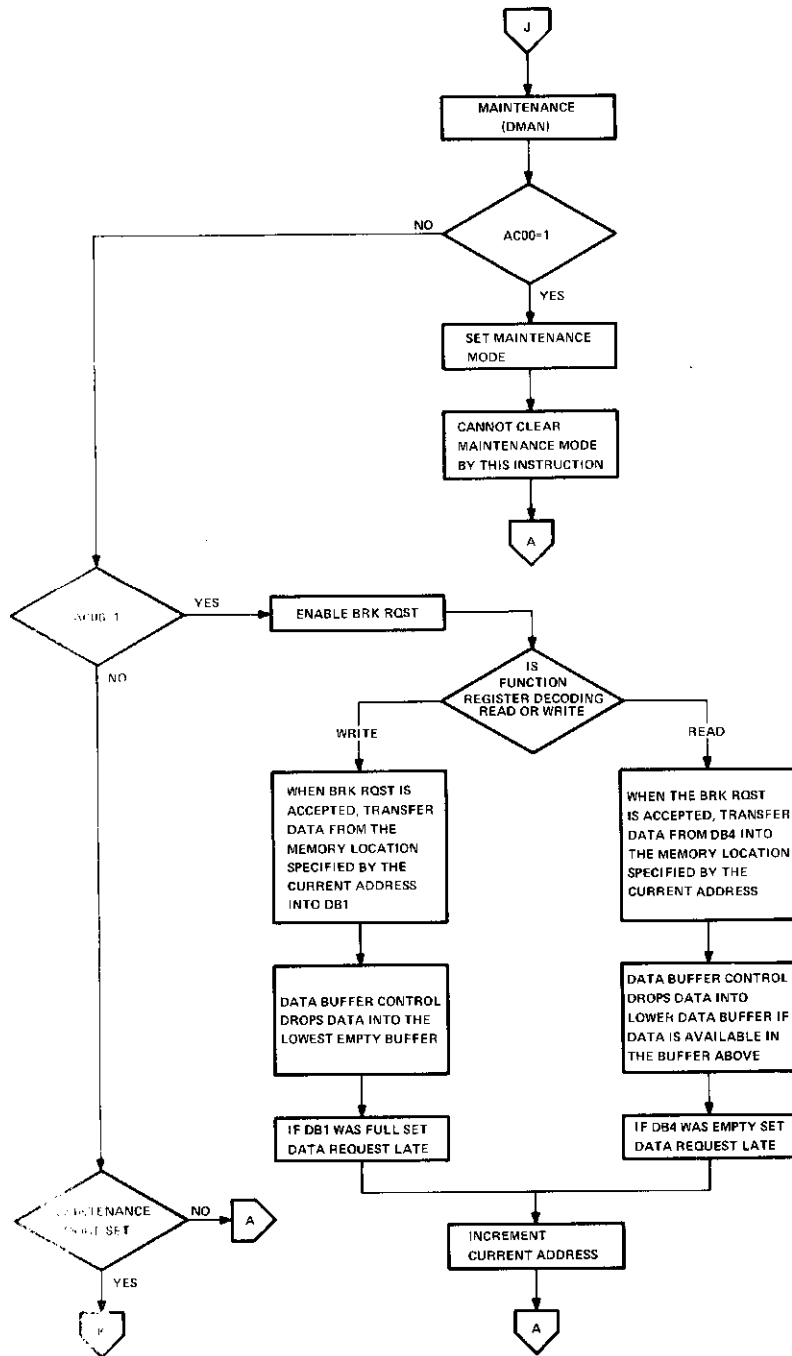 J
MAINTENANCE
(DMAN)
NO
AC00=1
YES
SET MAINTENANCE
MODE
CANNOT CLEAR
MAINTENANCE MODE
BY THIS INSTRUCTION
A
YES
ENABLE BRK RQST
NO
IS
FUNCTION
REGISTER DECODING
READ OR WRITE
WRITE
READ
WHEN BRK RQST IS
ACCEPTED, TRANSFER
DATA FROM THE
MEMORY LOCATION
SPECIFIED BY THE
CURRENT ADDRESS
INTO DB1
WHEN THE BRK RQST
IS ACCEPTED, TRANSFER
DATA FROM DB4 INTO
THE MEMORY LOCATION
SPECIFIED BY THE
CURRENT ADDRESS
DATA BUFFER CONTROL
DROPS DATA INTO THE
LOWEST EMPTY BUFFER
DATA BUFFER CONTROL
DROPS DATA INTO
LOWER DATA BUFFER IF
DATA IS AVAILABLE IN
THE BUFFER ABOVE
IF DB1 WAS FULL SET
DATA REQUEST LATE
IF DB4 WAS EMPTY SET
DATA REQUEST LATE
SET
NO
A
YES
INCREMENT
CURRENT ADDRESS
A